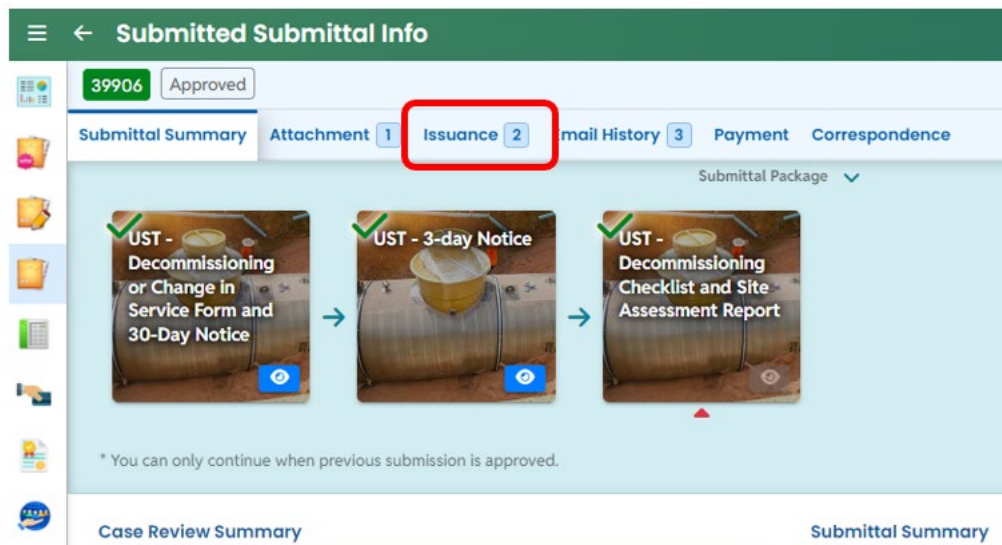 Submitted Submittal Info
39906 Approved
Submittal Summary Attachment 1 Issuance 2 Email History 3 Payment Correspondence
Submittal Package
UST -
Decommissioning
or Change in
Service Form and
30-Day Notice
UST - 3-day Notice
UST -
Decommissioning
Checklist and Site
Assessment Report
* You can only continue when previous submission is approved.
Case Review Summary Submittal Summary